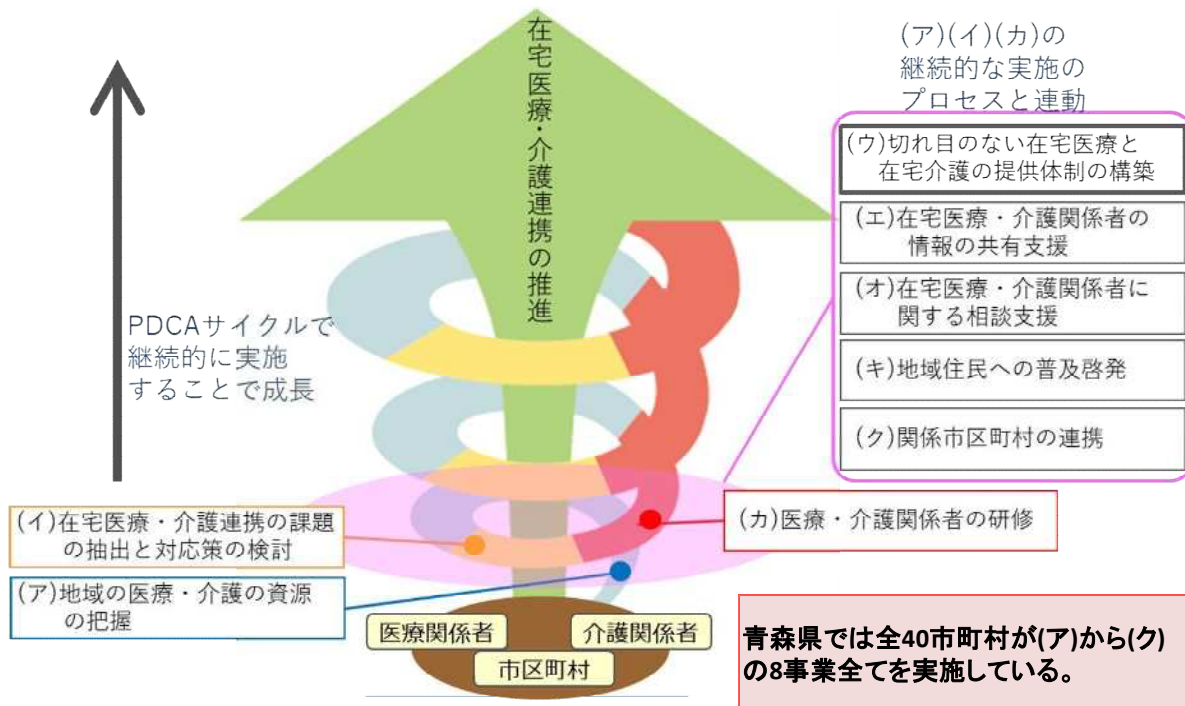 在宅医療・介護連携の推進
(ア)(イ)(カ)の
継続的な実施の
プロセスと連動
(ウ)切れ目のない在宅医療と
在宅介護の提供体制の構築
(エ)在宅医療・介護関係者の
情報の共有支援
(オ)在宅医療・介護関係者に
関する相談支援
(キ)地域住民への普及啓発
(ク)関係市区町村の連携
PDCAサイクルで
継続的に実施
することで成長
(イ)在宅医療・介護連携の課題
の抽出と対応策の検討
(カ)医療・介護関係者の研修
(ア)地域の医療・介護の資源
の把握
医療関係者
介護関係者
市区町村
青森県では全40市町村が(ア)から(ク)
の8事業全てを実施している。